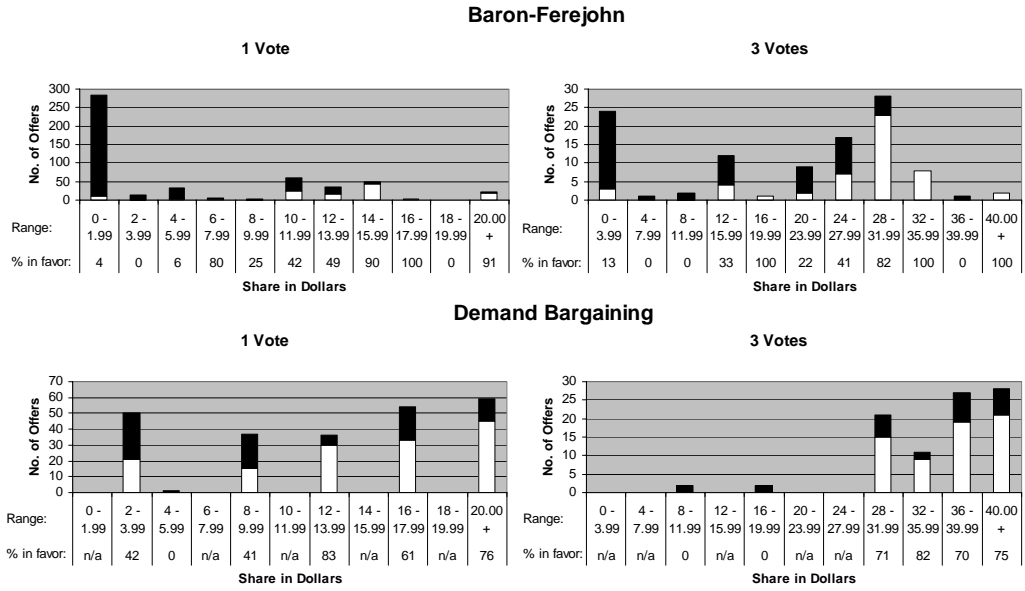 Baron-Ferejohn
1 Vote
No. of Offers
300
250
200
150
100
50
0
Range: 0 - 1.99 2 - 3.99 4 - 5.99 6 - 7.99 8 - 9.99 10 - 11.99 12 - 13.99 14 - 15.99 16 - 17.99 18 - 19.99 20.00 +
% in favor: 4 0 6 80 25 42 49 90 100 0 91
Share in Dollars
3 Votes
No. of Offers
30
25
20
15
10
5
0
Range: 0 - 3.99 4 - 7.99 8 - 11.99 12 - 15.99 16 - 19.99 20 - 23.99 24 - 27.99 28 - 31.99 32 - 35.99 36 - 39.99 40.00 +
% in favor: 13 0 0 33 100 22 41 82 100 0 100
Share in Dollars
Demand Bargaining
1 Vote
No. of Offers
70
60
50
40
30
20
10
0
Range: 0 - 1.99 2 - 3.99 4 - 5.99 6 - 7.99 8 - 9.99 10 - 11.99 12 - 13.99 14 - 15.99 16 - 17.99 18 - 19.99 20.00 +
% in favor: n/a 42 0 n/a 41 n/a 83 n/a 61 n/a 76
Share in Dollars
3 Votes
No. of Offers
30
25
20
15
10
5
0
Range: 0 - 3.99 4 - 7.99 8 - 11.99 12 - 15.99 16 - 19.99 20 - 23.99 24 - 27.99 28 - 31.99 32 - 35.99 36 - 39.99 40.00 +
% in favor: n/a n/a 0 n/a 0 n/a n/a 71 82 70 75
Share in Dollars